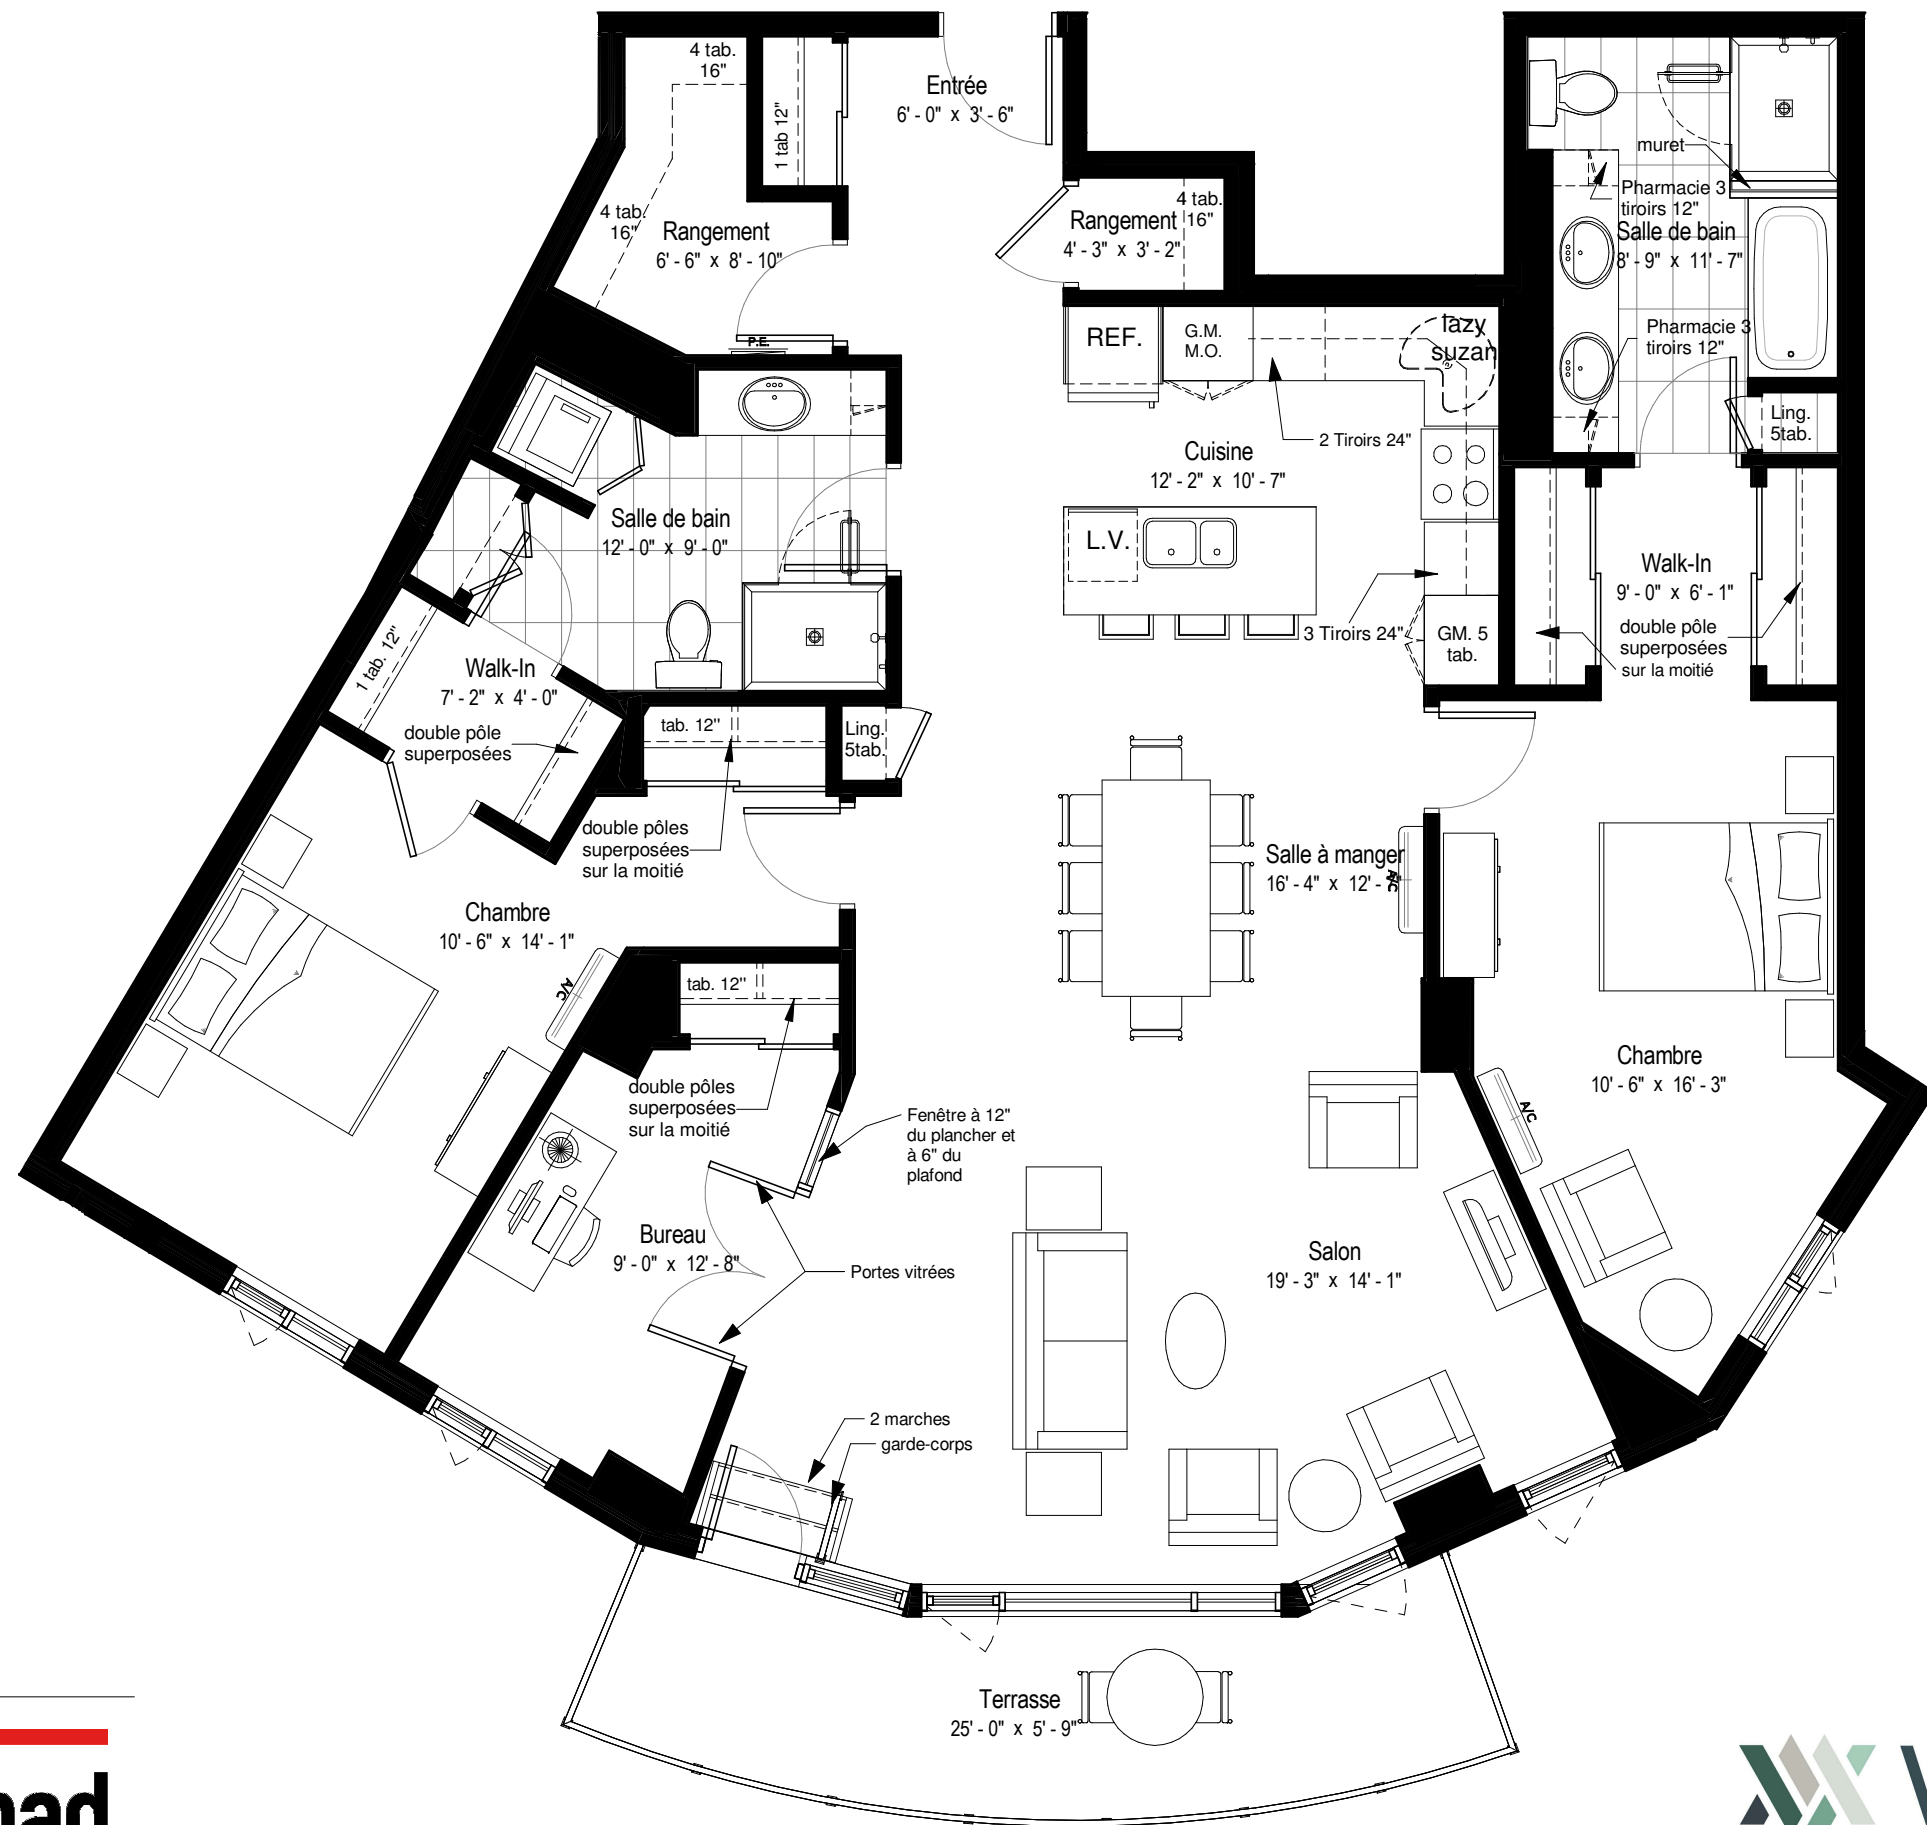 4 tab.
16"
1 tab 12"
Entrée
6' - 0" x 3' - 6"
muret
Pharmacie 3
tiroirs 12"
Salle de bain
8' - 9" x 11' - 7"
4 tab.
16"
Rangement
6' - 6" x 8' - 10"
4 tab.
16"
Rangement
4' - 3" x 3' - 2"
P.E.
REF.
G.M.
M.O.
lazy
suzan
Pharmacie 3
tiroirs 12"
Ling.
5tab.
2 Tiroirs 24"
Cuisine
12' - 2" x 10' - 7"
Salle de bain
12' - 0" x 9' - 0"
L.V.
Walk-In
9' - 0" x 6' - 1"
double pôle
superposées
sur la moitié
3 Tiroirs 24"
GM. 5
tab.
1 tab. 12"
Walk-In
7' - 2" x 4' - 0"
double pôle
superposées
tab. 12"
Ling.
5tab.
double pôles
superposées
sur la moitié
Salle à manger
16' - 4" x 12' -
A/C
Chambre
10' - 6" x 14' - 1"
A/C
tab. 12"
double pôles
superposées
sur la moitié
Fenêtre à 12"
du plancher et
à 6" du
plafond
Chambre
10' - 6" x 16' - 3"
A/C
Bureau
9' - 0" x 12' - 8"
Portes vitrées
Salon
19' - 3" x 14' - 1"
2 marches
garde-corps
Terrasse
25' - 0" x 5' - 9"